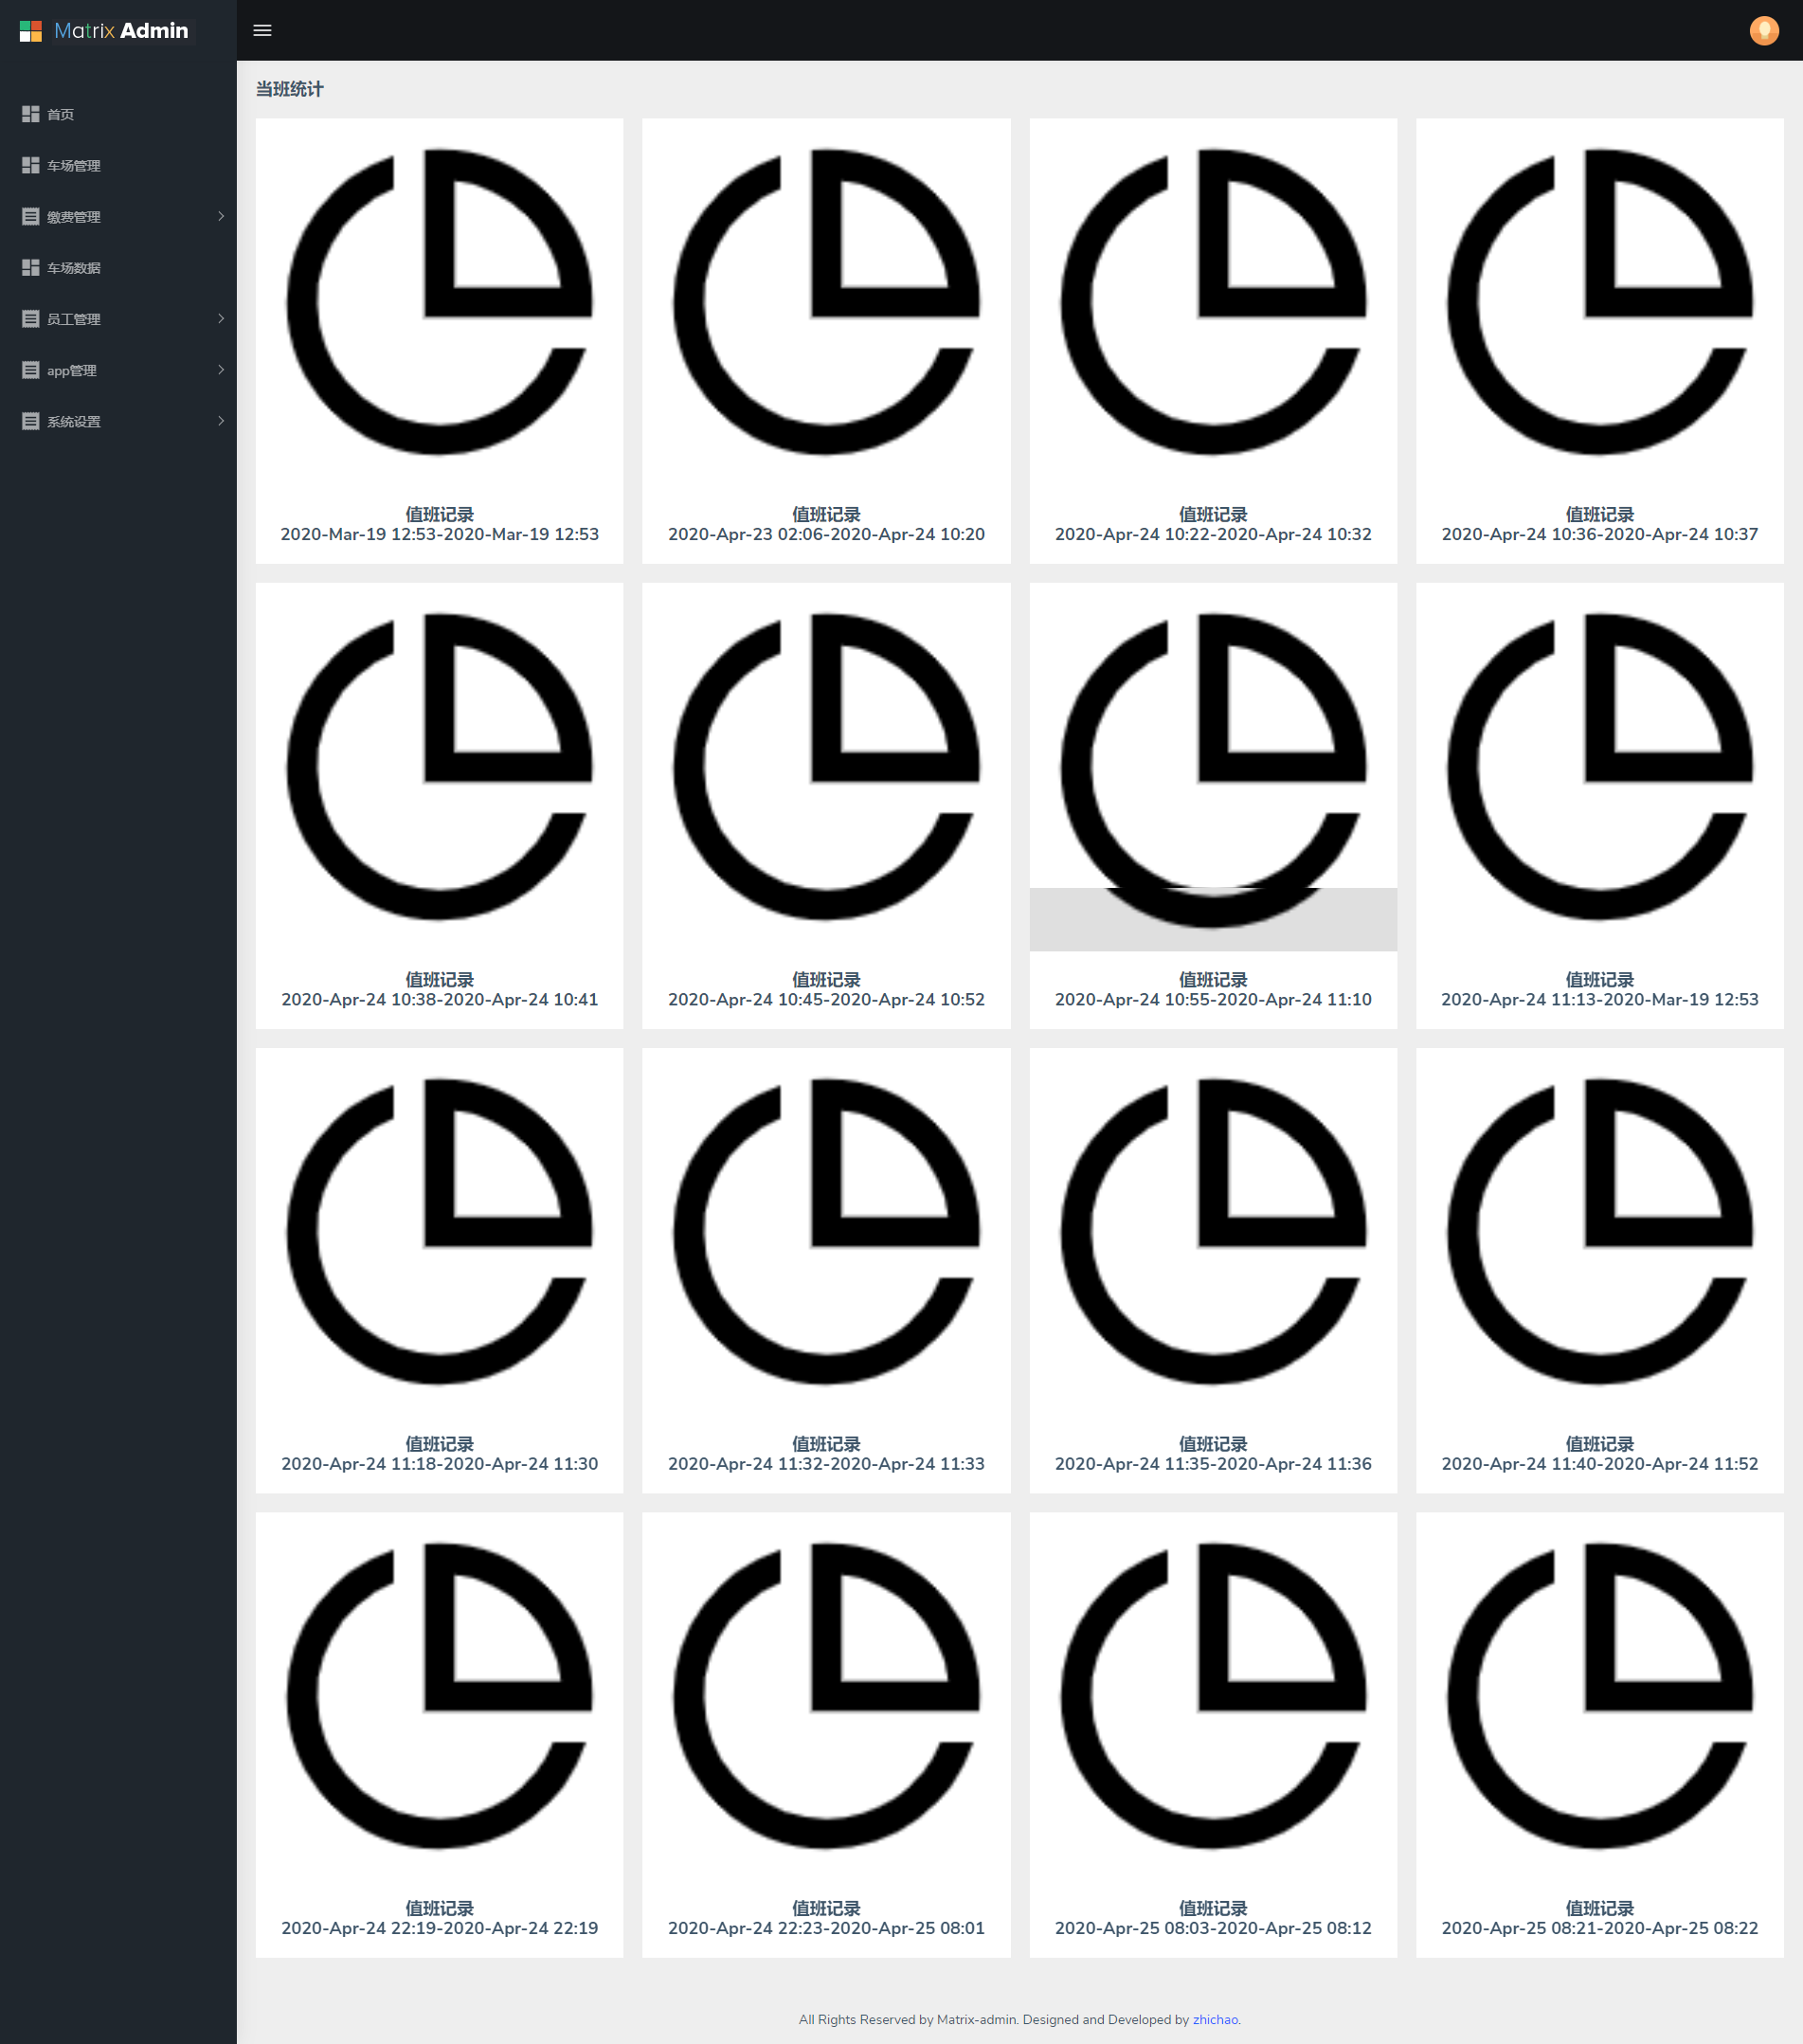 Matrix Admin
首页
车场管理
缴费管理
车场数据
员工管理
app管理
系统设置
当班统计
值班记录
2020-Mar-19 12:53-2020-Mar-19 12:53
值班记录
2020-Apr-23 02:06-2020-Apr-24 10:20
值班记录
2020-Apr-24 10:22-2020-Apr-24 10:32
值班记录
2020-Apr-24 10:36-2020-Apr-24 10:37
值班记录
2020-Apr-24 10:38-2020-Apr-24 10:41
值班记录
2020-Apr-24 10:45-2020-Apr-24 10:52
值班记录
2020-Apr-24 10:55-2020-Apr-24 11:10
值班记录
2020-Apr-24 11:13-2020-Mar-19 12:53
值班记录
2020-Apr-24 11:18-2020-Apr-24 11:30
值班记录
2020-Apr-24 11:32-2020-Apr-24 11:33
值班记录
2020-Apr-24 11:35-2020-Apr-24 11:36
值班记录
2020-Apr-24 11:40-2020-Apr-24 11:52
值班记录
2020-Apr-24 22:19-2020-Apr-24 22:19
值班记录
2020-Apr-24 22:23-2020-Apr-25 08:01
值班记录
2020-Apr-25 08:03-2020-Apr-25 08:12
值班记录
2020-Apr-25 08:21-2020-Apr-25 08:22
All Rights Reserved by Matrix-admin. Designed and Developed by zhichao.